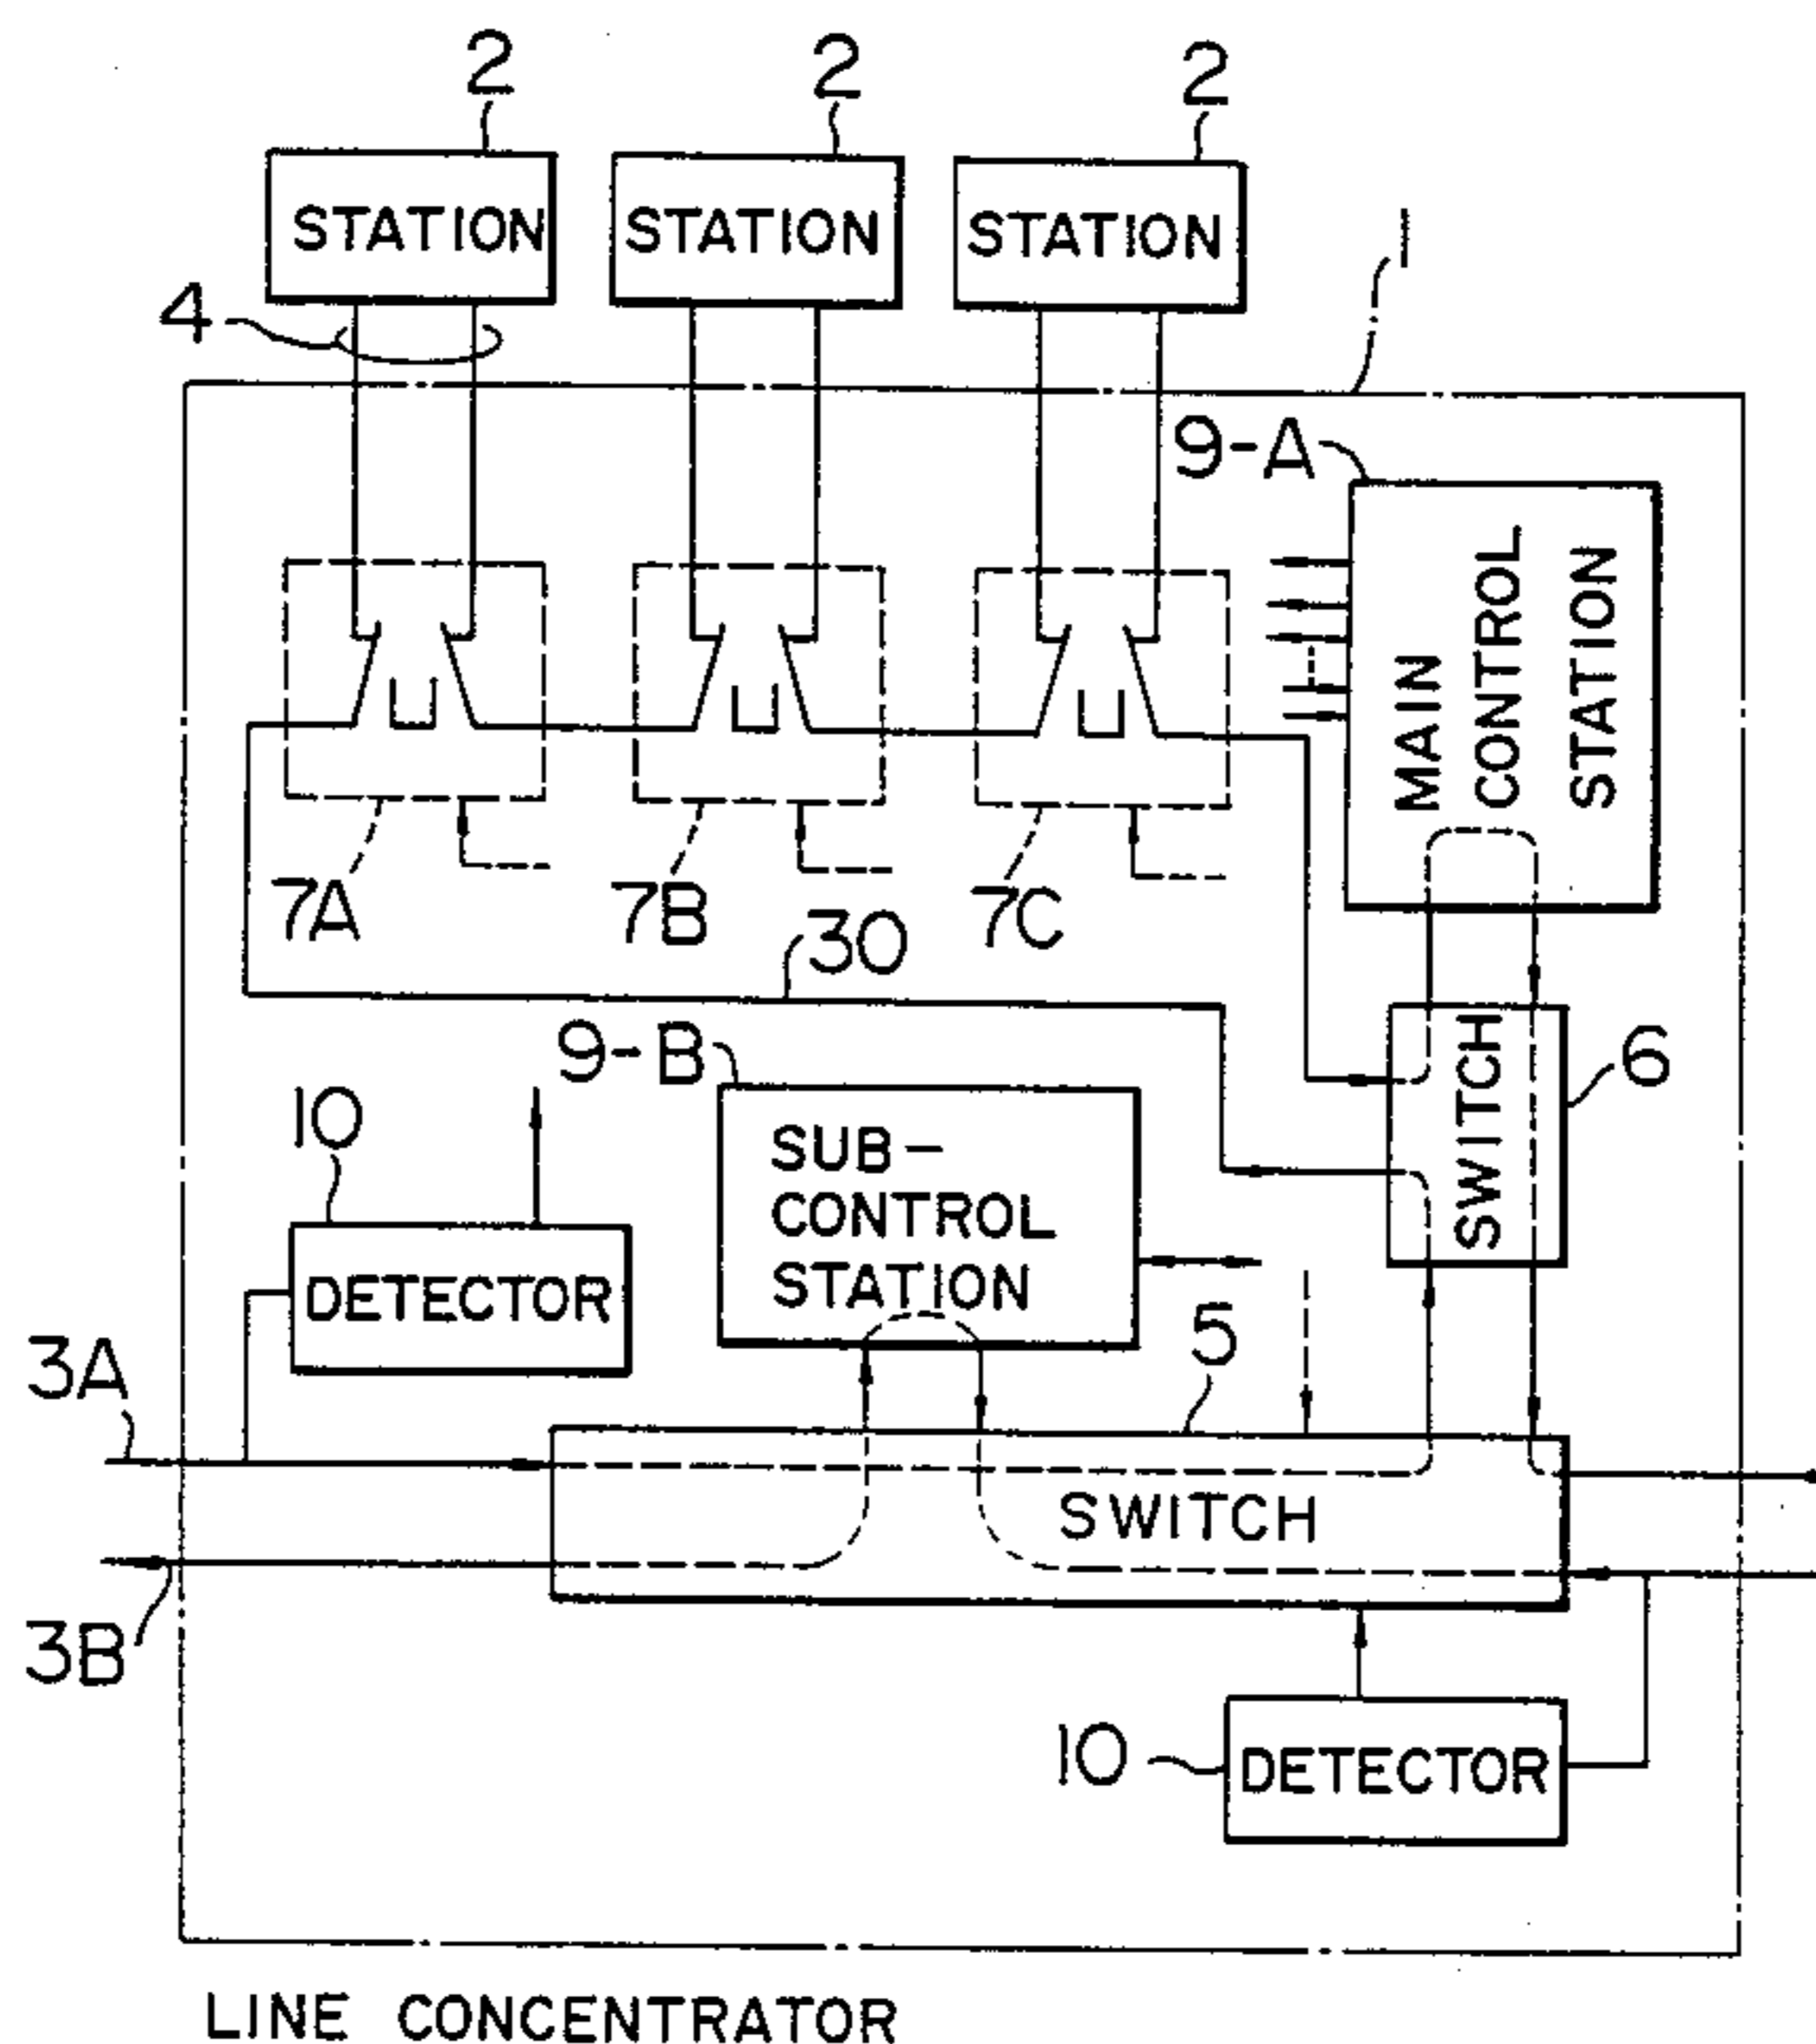 2 2 2
STATION STATION STATION
1
4
9-A
MAIN
CONTROL
STATION
7A 7B 7C
30
9-B
6
SWITCH
10
SUB-
CONTROL
STATION
DETECTOR
5
3A
SWITCH
3B
10
DETECTOR
LINE CONCENTRATOR